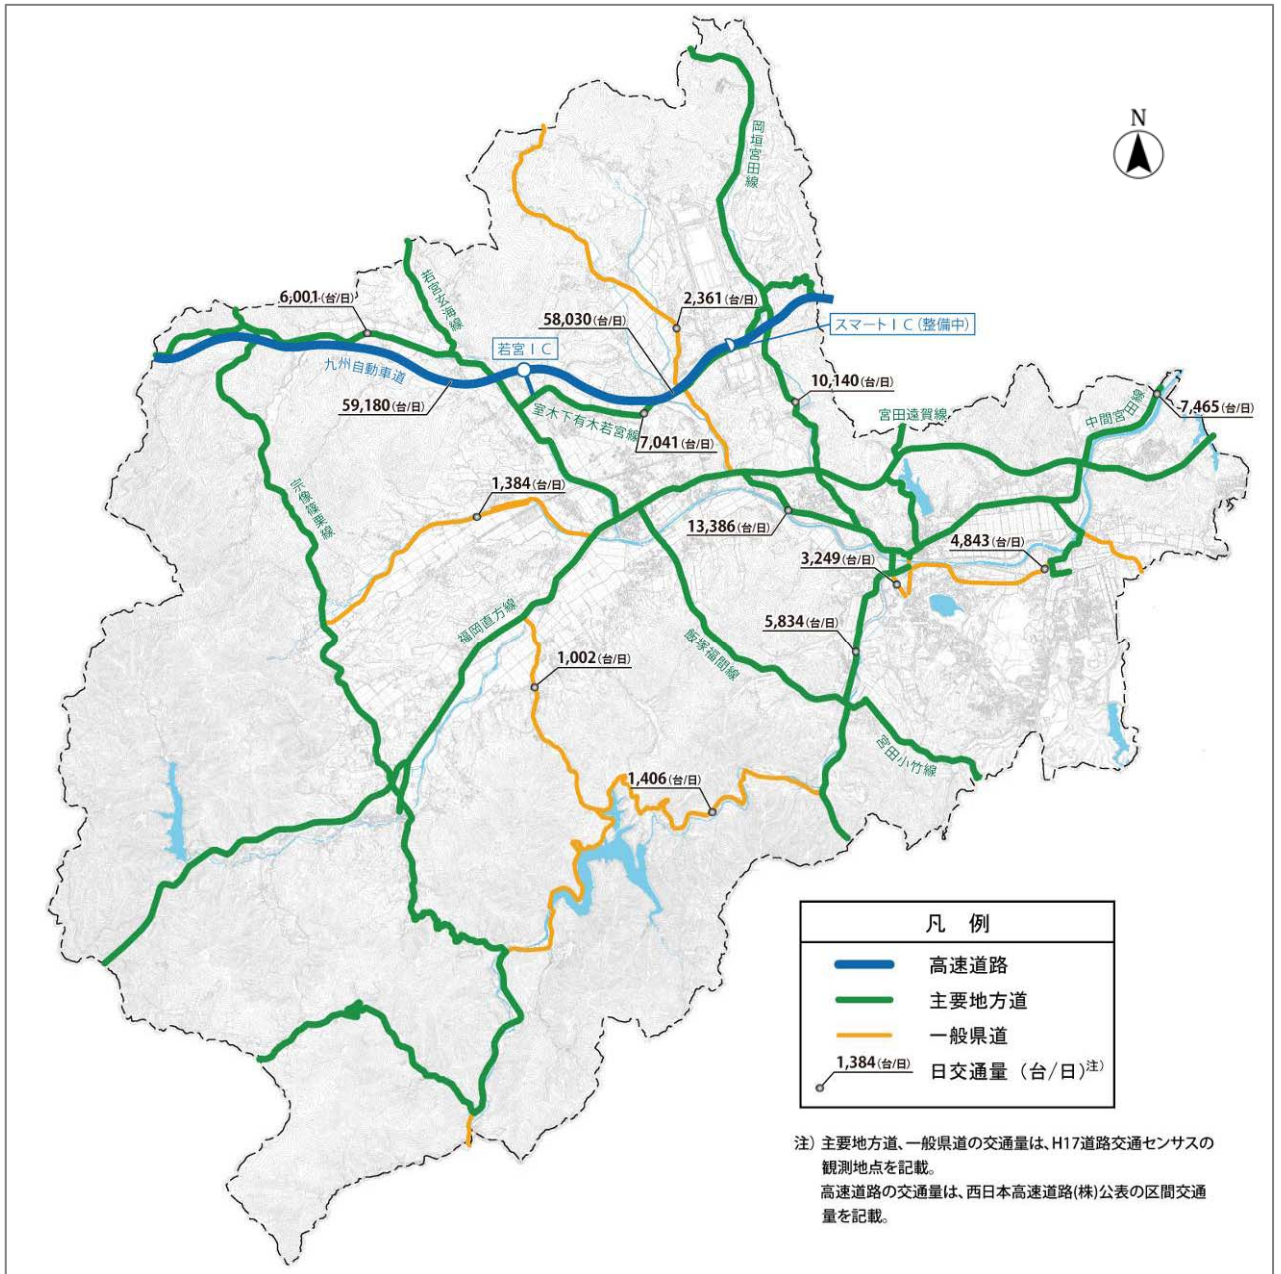 N
岡垣宮田線
若宮玄海線
6,001(台/日)
2,361(台/日)
58,030(台/日)
スマートIC(整備中)
若宮IC
九州自動車道
59,180(台/日)
室木下有木若宮線
7,041(台/日)
10,140(台/日)
宮田遠賀線
中間宮田線
7,465(台/日)
宗像篠栗線
1,384(台/日)
13,386(台/日)
3,249(台/日)
4,843(台/日)
福岡直方線
5,834(台/日)
飯塚福間線
1,002(台/日)
宮田小竹線
1,406(台/日)
凡 例
高速道路
主要地方道
一般県道
1,384(台/日) 日交通量(台/日)注)
注)主要地方道、一般県道の交通量は、H17道路交通センサスの
観測地点を記載。
高速道路の交通量は、西日本高速道路(株)公表の区間交通
量を記載。